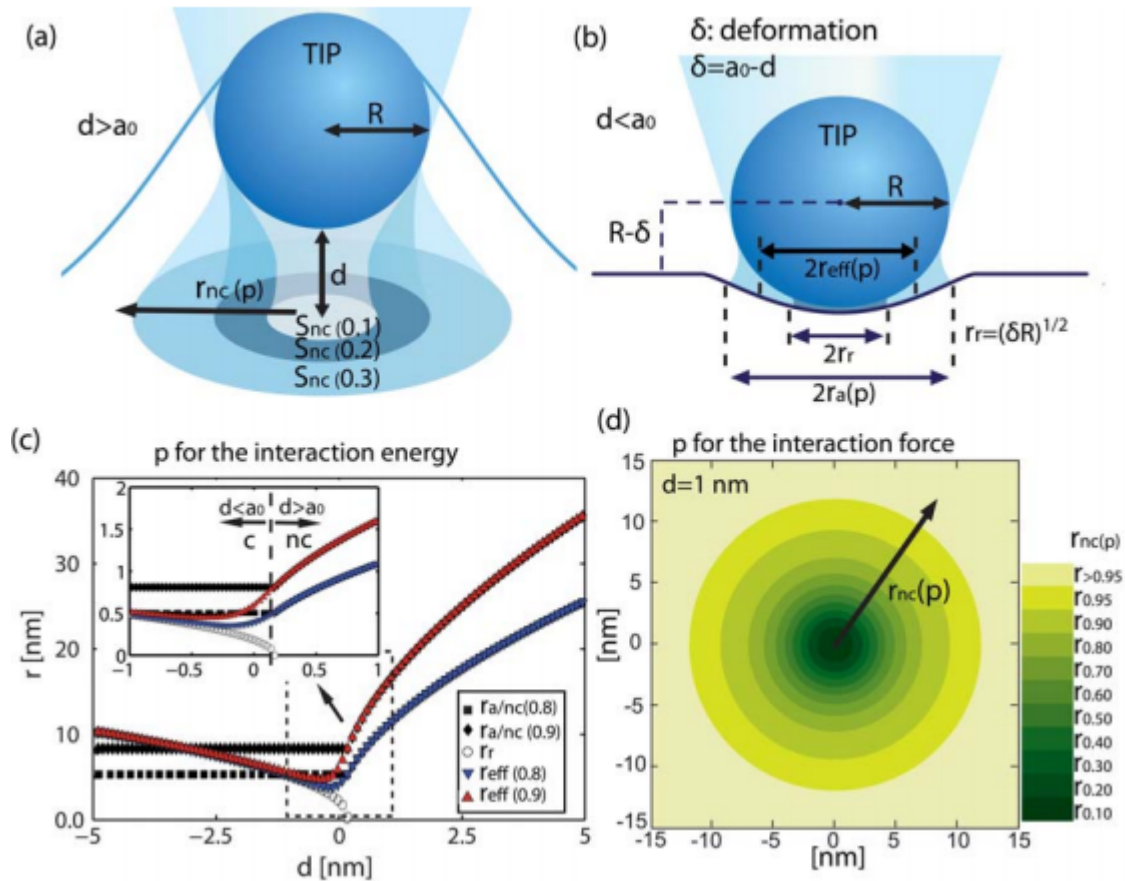 (a)
TIP
R
d>a₀
d
rnc (p)
Snc (0.1)
Snc (0.2)
Snc (0.3)
(b)
δ: deformation
δ=a₀-d
d<a₀
TIP
R
R-δ
2reff(p)
rr=(δR)^1/2
2rr
2ra(p)
(c)
p for the interaction energy
40
30
20
10
0.0
r [nm]
−5
−2.5
0
2.5
5
d [nm]
2
1.5
1
0.5
0
−1
−0.5
0
0.5
1
d<a₀
d>a₀
c
nc
ra/nc(0.8)
ra/nc(0.9)
rr
reff (0.8)
reff (0.9)
(d)
p for the interaction force
d=1 nm
15
10
5
0
-5
-10
-15
[nm]
-15
-10
-5
0
5
10
15
[nm]
rnc(p)
rnc(p)
r>0.95
r0.95
r0.90
r0.80
r0.70
r0.60
r0.50
r0.40
r0.30
r0.20
r0.10